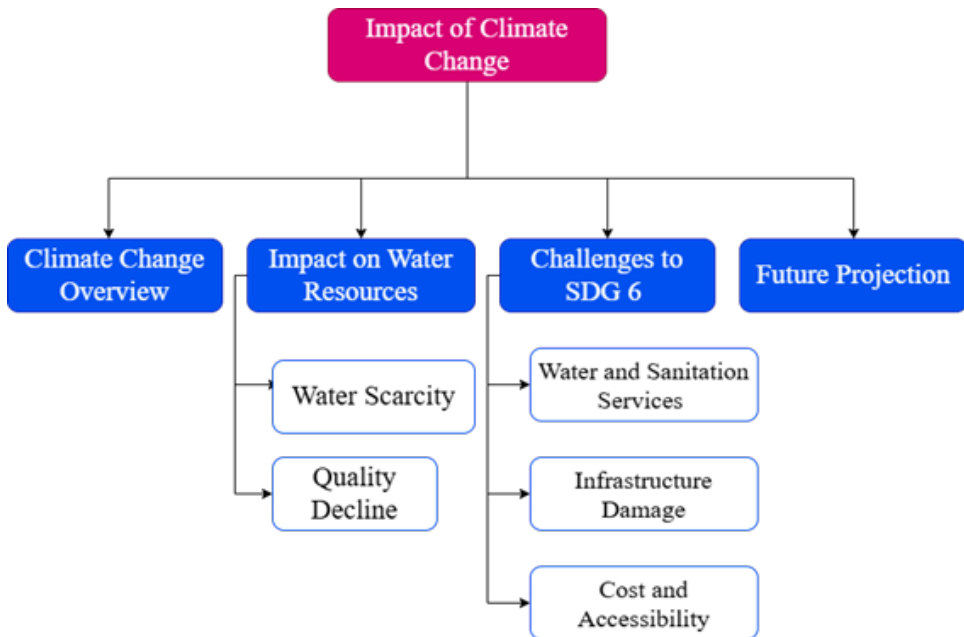 Impact of Climate
Change
Climate Change
Overview
Impact on Water
Resources
Challenges to
SDG 6
Future Projection
Water Scarcity
Quality
Decline
Water and Sanitation
Services
Infrastructure
Damage
Cost and
Accessibility